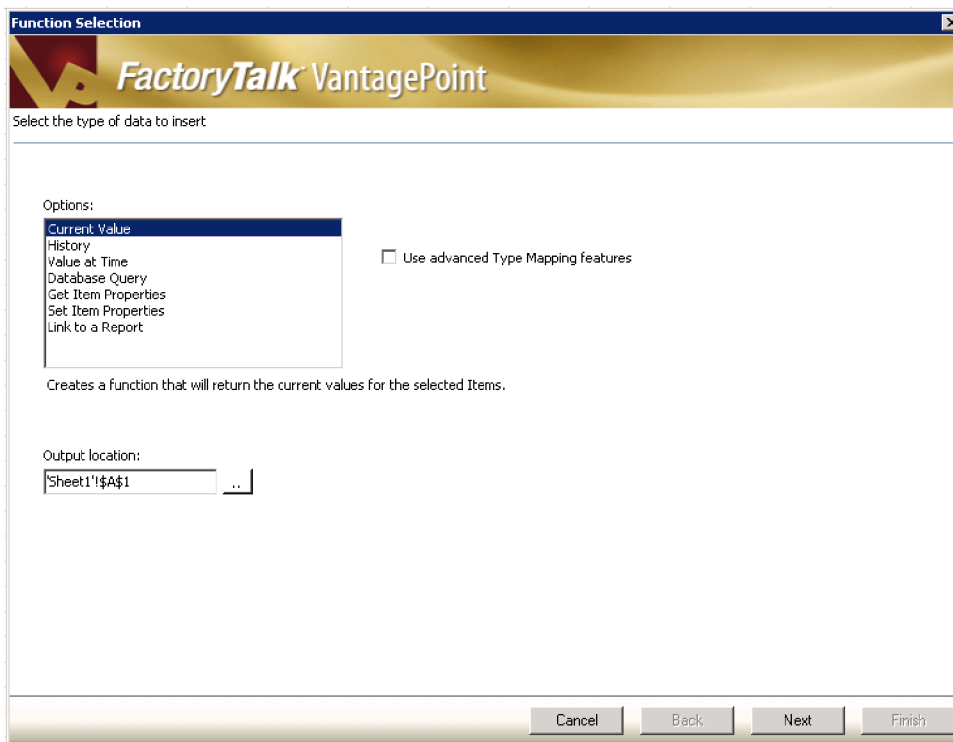 Function Selection
FactoryTalk VantagePoint
Select the type of data to insert
Options:
Current Value
History
Value at Time
Database Query
Get Item Properties
Set Item Properties
Link to a Report
Use advanced Type Mapping features
Creates a function that will return the current values for the selected Items.
Output location:
'Sheet1'!$A$1
..
Cancel Back Next Finish